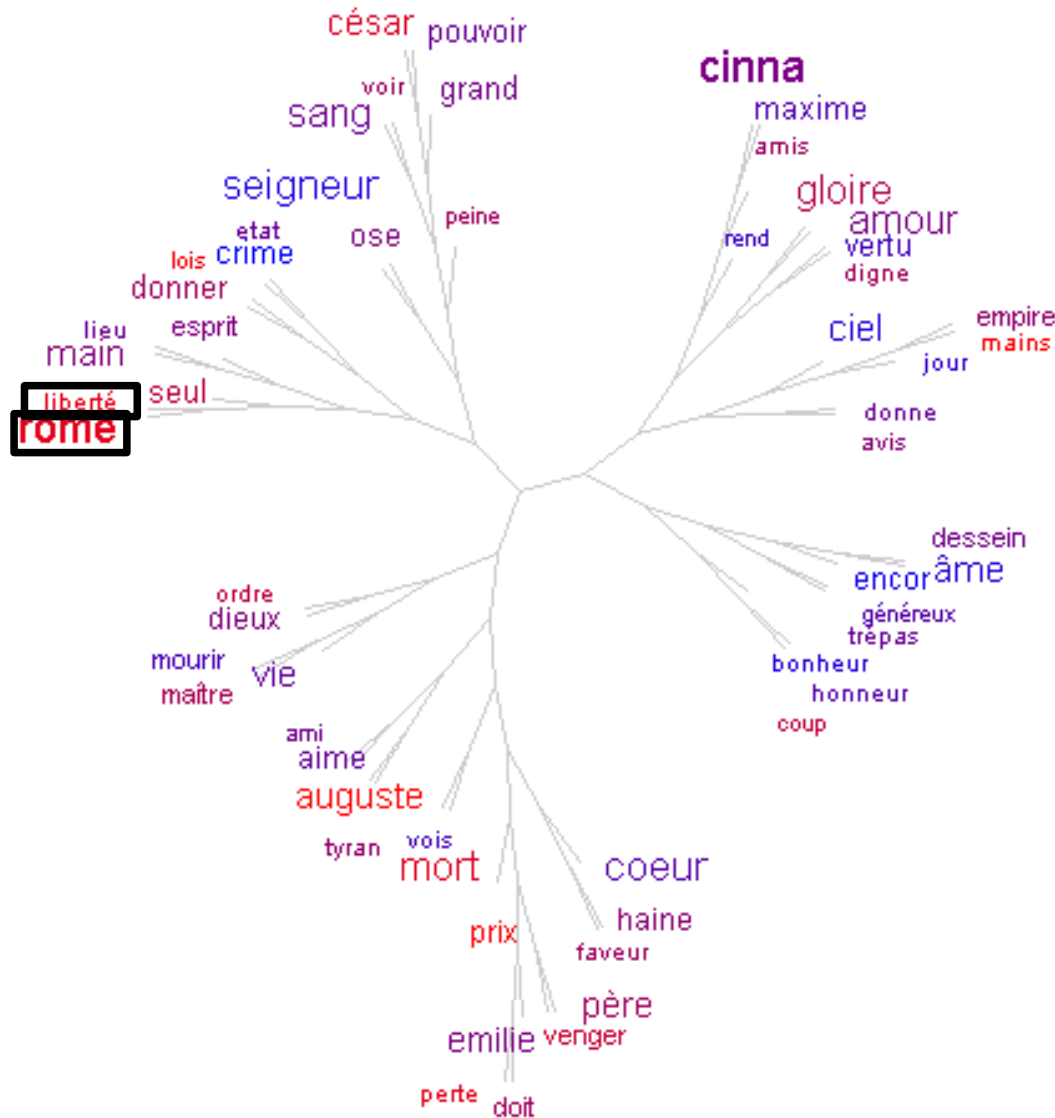 césar
pouvoir
cinna
voir
grand
sang
maxime
amis
seigneur
gloire
peine
amour
etat
ose
rend
vertu
crime
lois
digne
donner
empire
esprit
ciel
lieu
mains
main
jour
seul
liberté
donne
rome
avis
dessein
âme
encor
ordre
généreux
dieux
trépas
mourir
bonheur
vie
maître
honneur
coup
ami
aime
auguste
vois
tyran
mort
coeur
haine
prix
faveur
père
venger
emilie
perte
doit